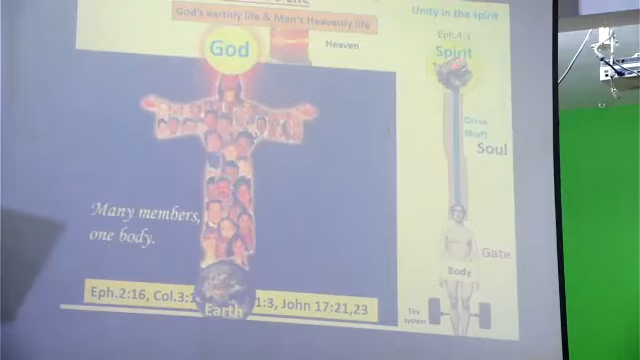 God's earthly life & Men's Heavenly life
Unity in the spirit
God
Heaven
Eph.4:3
Spirit
Drive
Shaft
Soul
Many members,
one body.
Gate
Body
Eph.2:16, Col.3:1
1:3, John 17:21,23
Earth
Tire
system